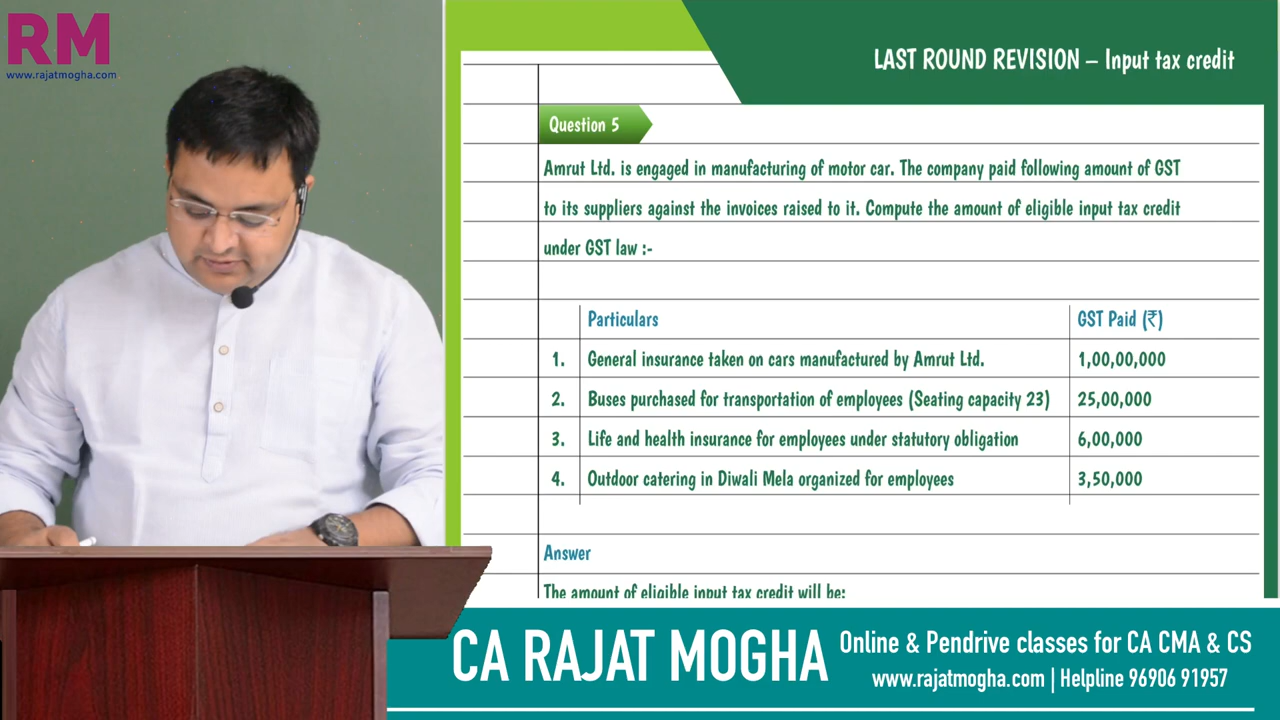 RM
www.rajatmogha.com
LAST ROUND REVISION – Input tax credit
Question 5
Amrut Ltd. is engaged in manufacturing of motor car. The company paid following amount of GST
to its suppliers against the invoices raised to it. Compute the amount of eligible input tax credit
under GST law :-
Particulars GST Paid (₹)
1. General insurance taken on cars manufactured by Amrut Ltd. 1,00,00,000
2. Buses purchased for transportation of employees (Seating capacity 23) 25,00,000
3. Life and health insurance for employees under statutory obligation 6,00,000
4. Outdoor catering in Diwali Mela organized for employees 3,50,000
Answer
The amount of eligible input tax credit will be:
CA RAJAT MOGHA
Online & Pendrive classes for CA CMA & CS
www.rajatmogha.com | Helpline 96906 91957